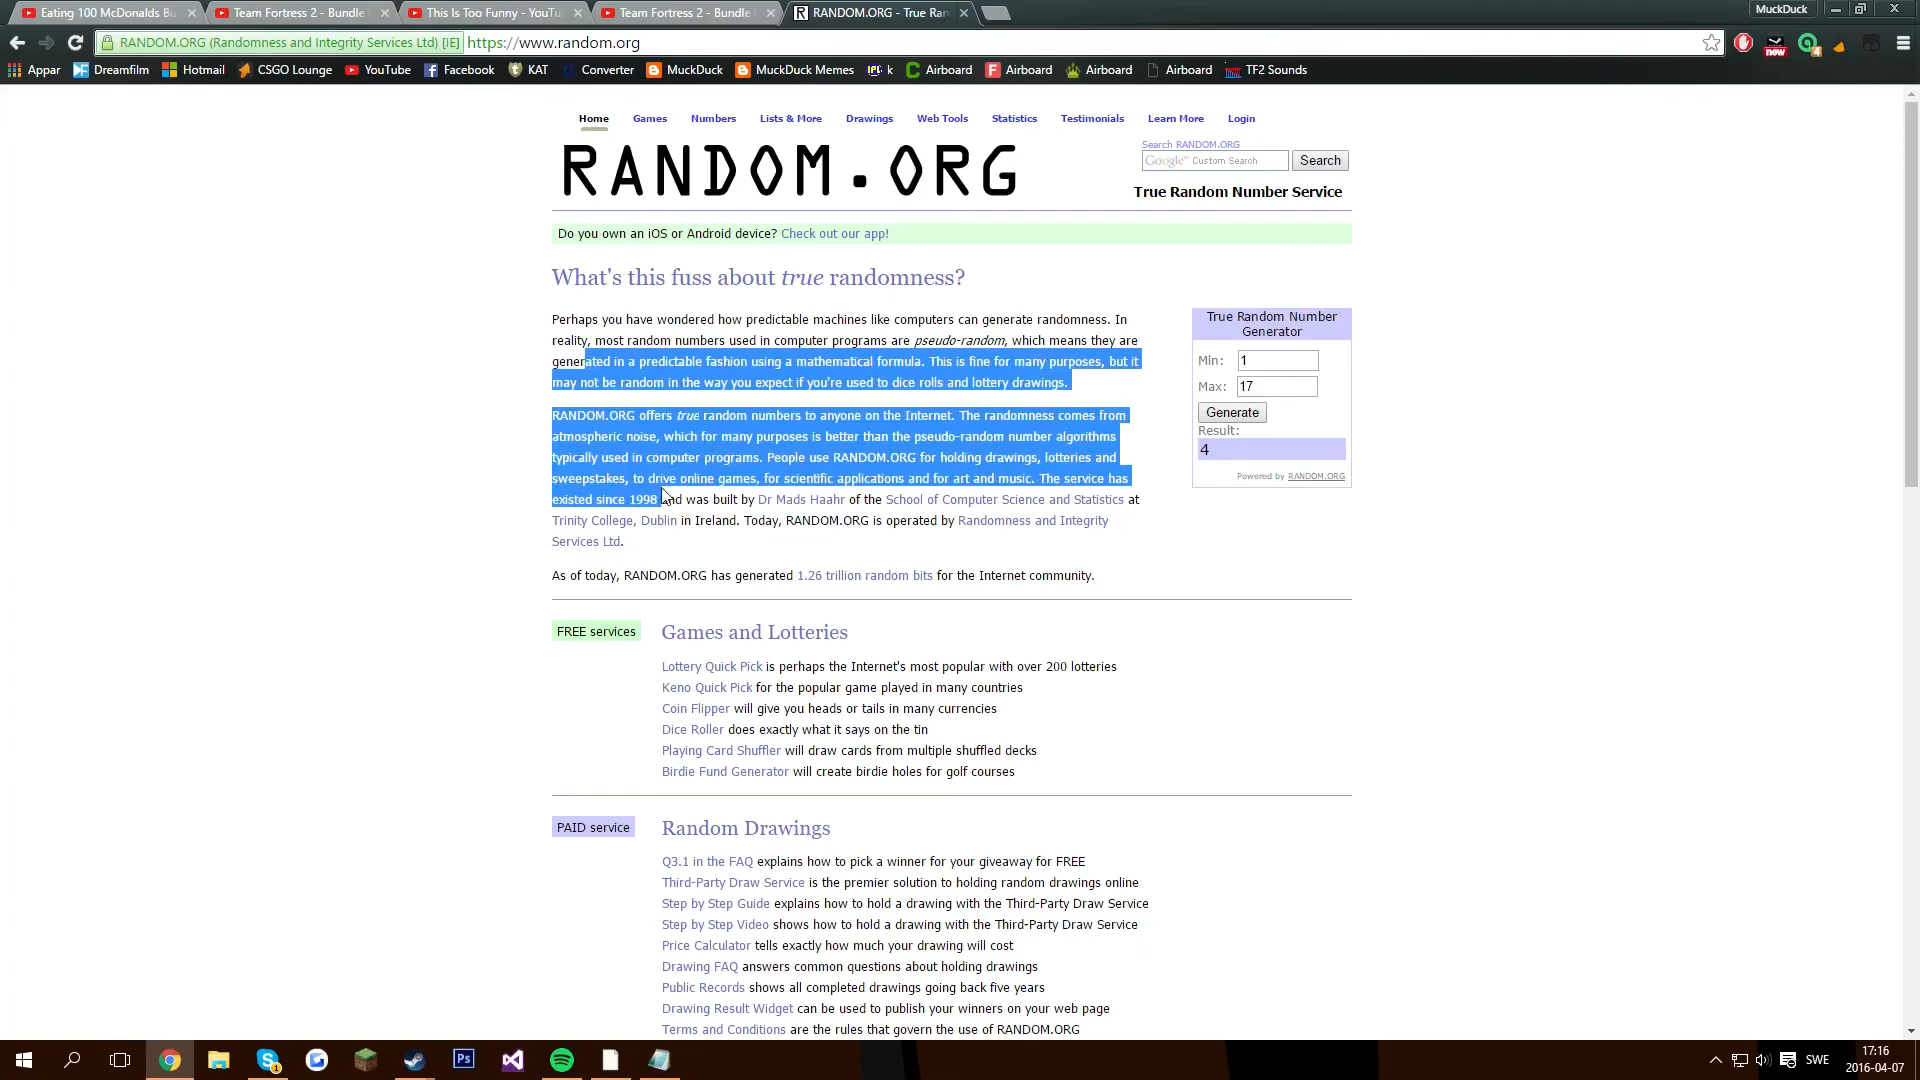 Eating 100 McDonalds Bu
Team Fortress 2 - Bundle
This Is Too Funny - YouTu
Team Fortress 2 - Bundle
RANDOM.ORG - True Ran
MuckDuck
RANDOM.ORG (Randomness and Integrity Services Ltd) [IE]
https://www.random.org
new
4
Appar
Dreamfilm
Hotmail
CSGO Lounge
YouTube
Facebook
KAT
Converter
MuckDuck
MuckDuck Memes
k
Airboard
Airboard
Airboard
Airboard
TF2 Sounds
Home
Games
Numbers
Lists & More
Drawings
Web Tools
Statistics
Testimonials
Learn More
Login
RANDOM.ORG
Search RANDOM.ORG
Google™ Custom Search
Search
True Random Number Service
Do you own an iOS or Android device? Check out our app!
What's this fuss about true randomness?
Perhaps you have wondered how predictable machines like computers can generate randomness. In
reality, most random numbers used in computer programs are pseudo-random, which means they are
generated in a predictable fashion using a mathematical formula. This is fine for many purposes, but it
may not be random in the way you expect if you're used to dice rolls and lottery drawings.
RANDOM.ORG offers true random numbers to anyone on the Internet. The randomness comes from
atmospheric noise, which for many purposes is better than the pseudo-random number algorithms
typically used in computer programs. People use RANDOM.ORG for holding drawings, lotteries and
sweepstakes, to drive online games, for scientific applications and for art and music. The service has
existed since 1998 and was built by Dr Mads Haahr of the School of Computer Science and Statistics at
Trinity College, Dublin in Ireland. Today, RANDOM.ORG is operated by Randomness and Integrity
Services Ltd.
As of today, RANDOM.ORG has generated 1.26 trillion random bits for the Internet community.
True Random Number
Generator
Min: 1
Max: 17
Generate
Result:
4
Powered by RANDOM.ORG
FREE services
Games and Lotteries
Lottery Quick Pick is perhaps the Internet's most popular with over 200 lotteries
Keno Quick Pick for the popular game played in many countries
Coin Flipper will give you heads or tails in many currencies
Dice Roller does exactly what it says on the tin
Playing Card Shuffler will draw cards from multiple shuffled decks
Birdie Fund Generator will create birdie holes for golf courses
PAID service
Random Drawings
Q3.1 in the FAQ explains how to pick a winner for your giveaway for FREE
Third-Party Draw Service is the premier solution to holding random drawings online
Step by Step Guide explains how to hold a drawing with the Third-Party Draw Service
Step by Step Video shows how to hold a drawing with the Third-Party Draw Service
Price Calculator tells exactly how much your drawing will cost
Drawing FAQ answers common questions about holding drawings
Public Records shows all completed drawings going back five years
Drawing Result Widget can be used to publish your winners on your web page
Terms and Conditions are the rules that govern the use of RANDOM.ORG
1
Ps
SWE
17:16
2016-04-07